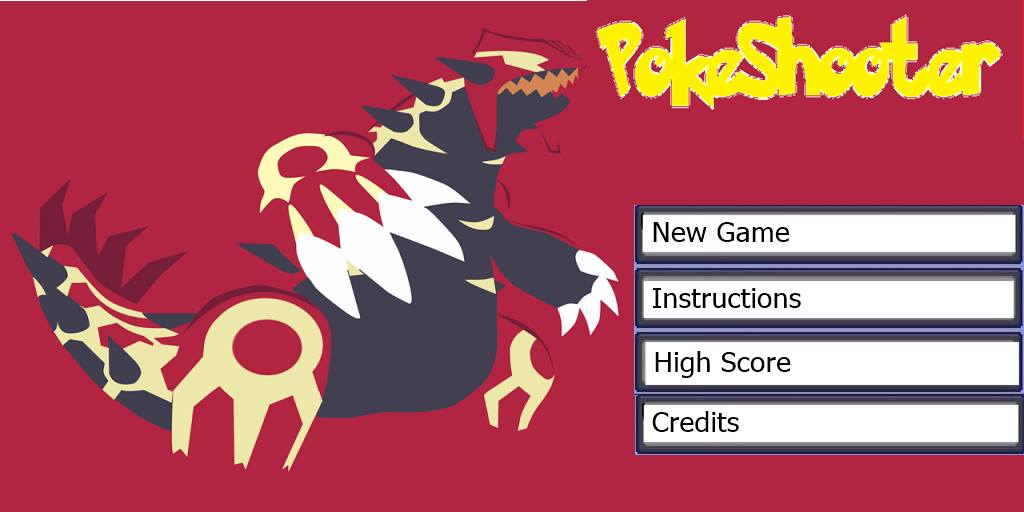 PokeShooter
New Game
Instructions
High Score
Credits